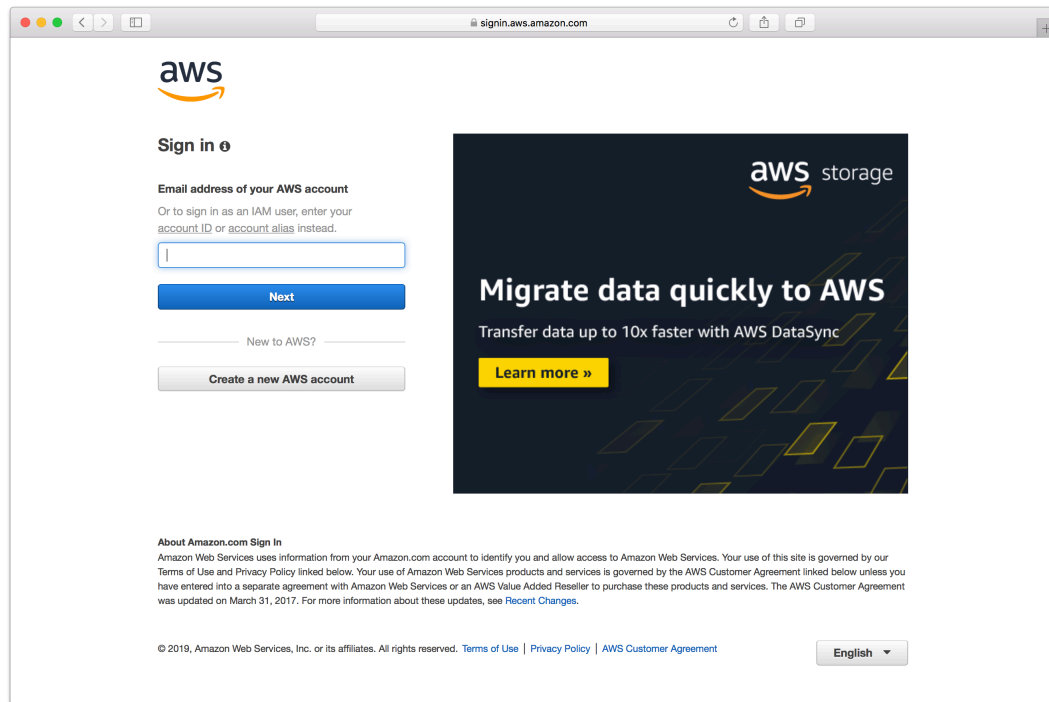 signin.aws.amazon.com
aws
Sign in
Email address of your AWS account
Or to sign in as an IAM user, enter your
account ID or account alias instead.
Next
New to AWS?
Create a new AWS account
aws storage
Migrate data quickly to AWS
Transfer data up to 10x faster with AWS DataSync
Learn more »
About Amazon.com Sign In
Amazon Web Services uses information from your Amazon.com account to identify you and allow access to Amazon Web Services. Your use of this site is governed by our
Terms of Use and Privacy Policy linked below. Your use of Amazon Web Services products and services is governed by the AWS Customer Agreement linked below unless you
have entered into a separate agreement with Amazon Web Services or an AWS Value Added Reseller to purchase these products and services. The AWS Customer Agreement
was updated on March 31, 2017. For more information about these updates, see Recent Changes.
© 2019, Amazon Web Services, Inc. or its affiliates. All rights reserved. Terms of Use | Privacy Policy | AWS Customer Agreement
English